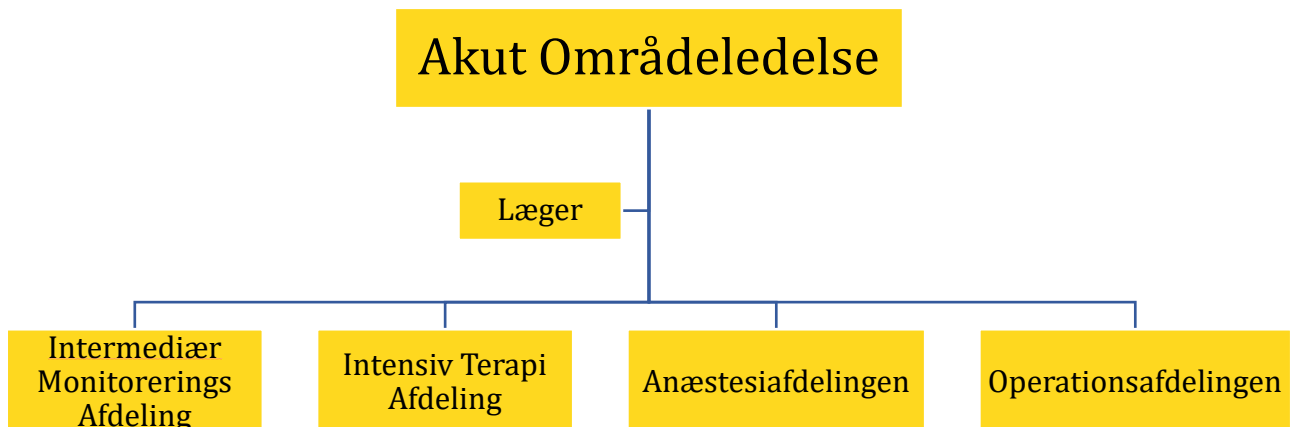 Akut Områdeledelse
Læger
Intermediær
Monitorerings
Afdeling
Intensiv Terapi
Afdeling
Anæstesiafdelingen
Operationsafdelingen